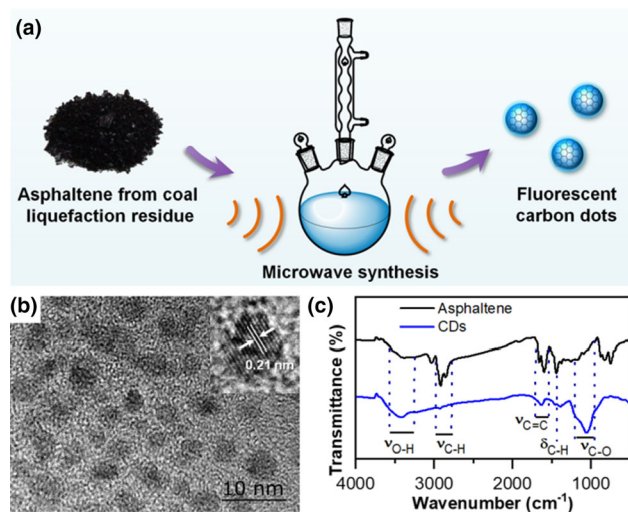 (a)
Asphaltene from coal
liquefaction residue
Microwave synthesis
Fluorescent
carbon dots
(b)
0.21 nm
10 nm
(c)
Asphaltene
CDs
Transmittance (%)
νO-H
νC-H
νC=C
δC-H
νC-O
4000 3000 2000 1000
Wavenumber (cm⁻¹)